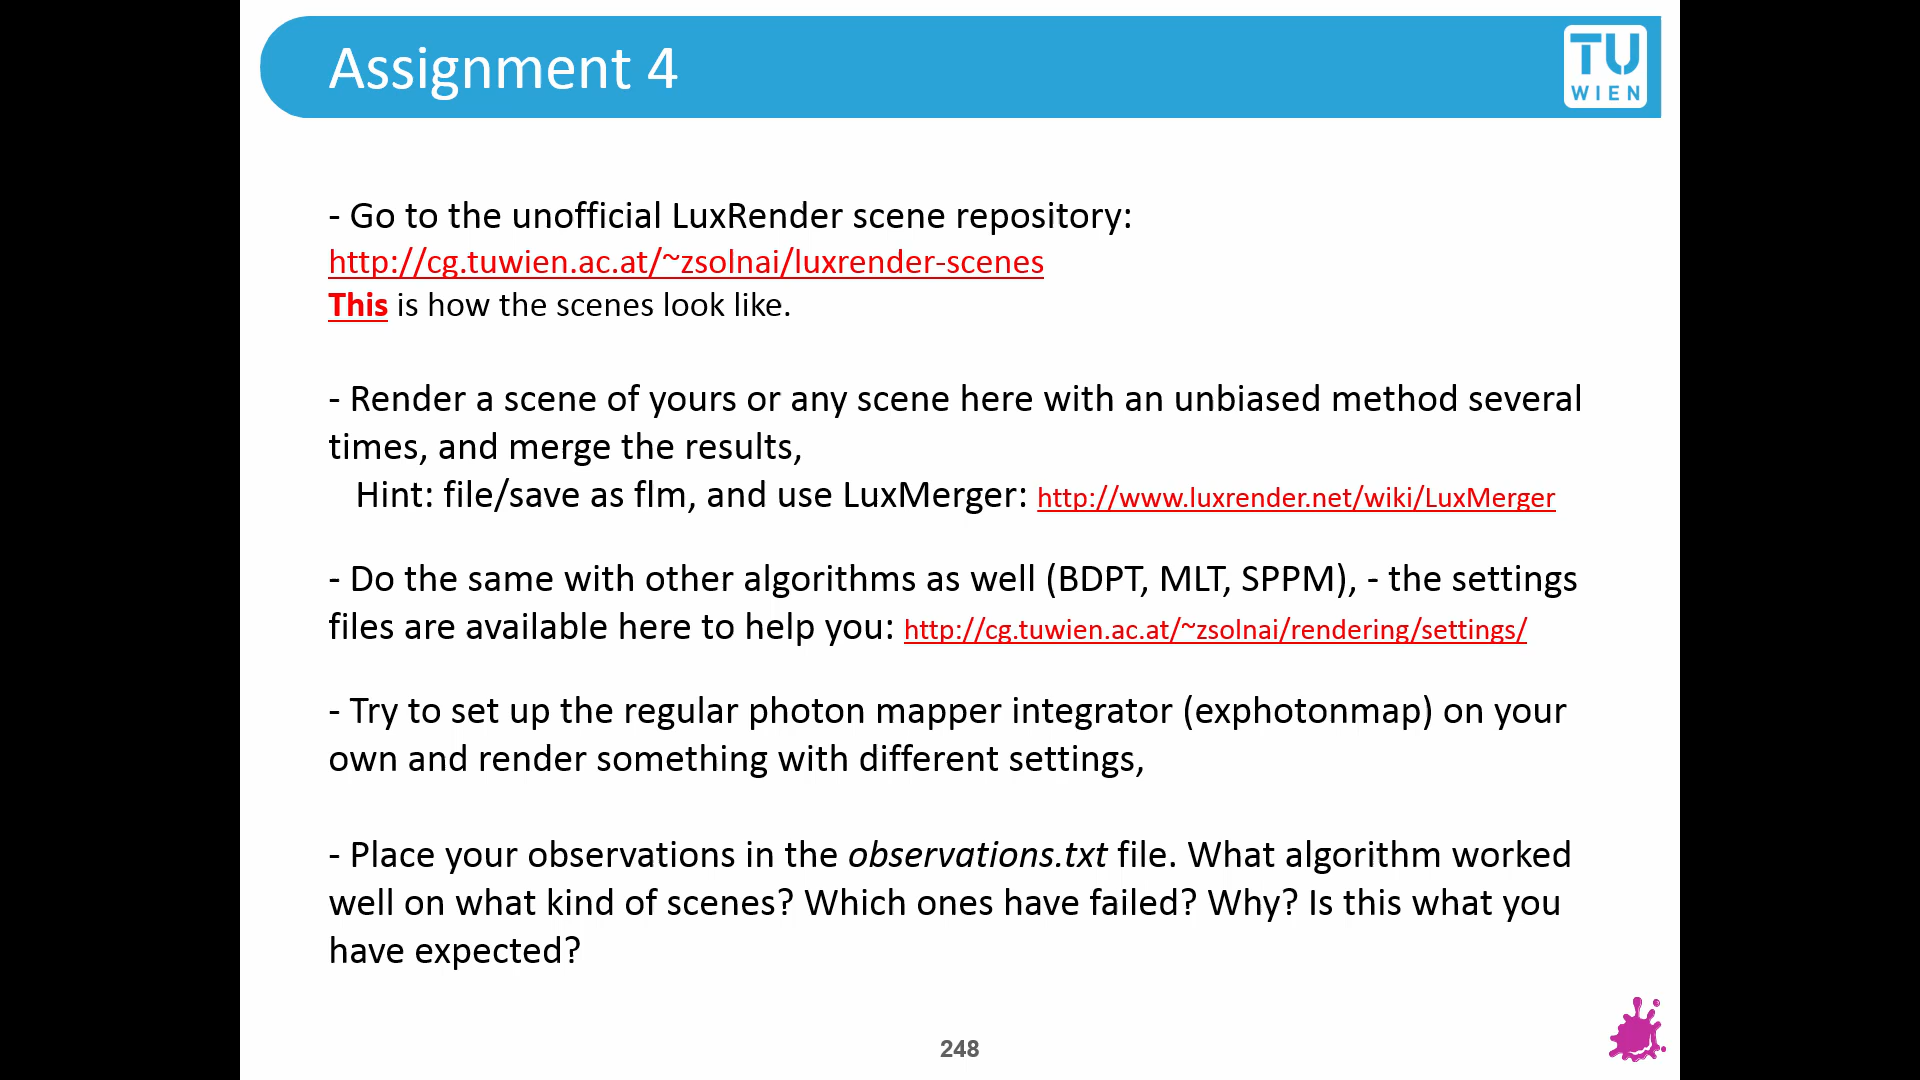 Assignment 4
TU
WIEN
- Go to the unofficial LuxRender scene repository:
http://cg.tuwien.ac.at/~zsolnai/luxrender-scenes
This is how the scenes look like.
- Render a scene of yours or any scene here with an unbiased method several
times, and merge the results,
Hint: file/save as flm, and use LuxMerger: http://www.luxrender.net/wiki/LuxMerger
- Do the same with other algorithms as well (BDPT, MLT, SPPM), - the settings
files are available here to help you: http://cg.tuwien.ac.at/~zsolnai/rendering/settings/
- Try to set up the regular photon mapper integrator (exphotonmap) on your
own and render something with different settings,
- Place your observations in the observations.txt file. What algorithm worked
well on what kind of scenes? Which ones have failed? Why? Is this what you
have expected?
248